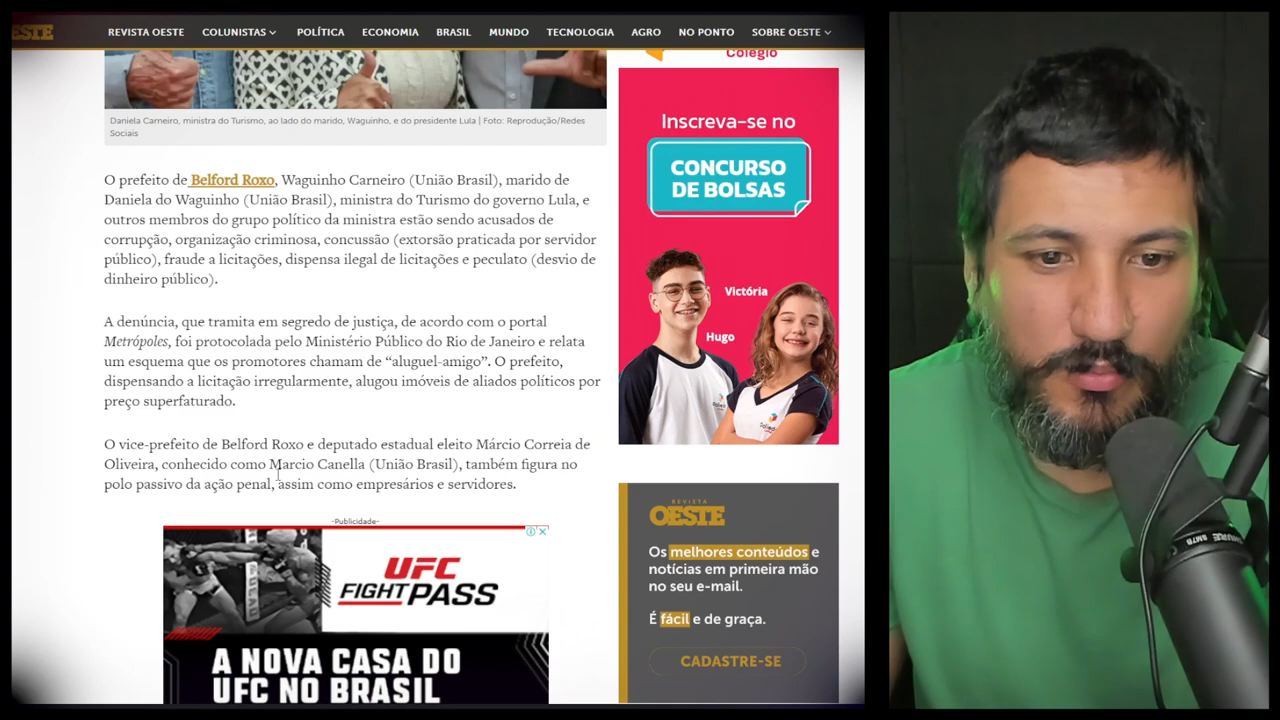 ESTE
REVISTA OESTE COLUNISTAS POLÍTICA ECONOMIA BRASIL MUNDO TECNOLOGIA AGRO NO PONTO SOBRE OESTE
Daniela Carneiro, ministra do Turismo, ao lado do marido, Waguinho, e do presidente Lula | Foto: Reprodução/Redes
Sociais
O prefeito de Belford Roxo, Waguinho Carneiro (União Brasil), marido de
Daniela do Waguinho (União Brasil), ministra do Turismo do governo Lula, e
outros membros do grupo político da ministra estão sendo acusados de
corrupção, organização criminosa, concussão (extorsão praticada por servidor
público), fraude a licitações, dispensa ilegal de licitações e peculato (desvio de
dinheiro público).
A denúncia, que tramita em segredo de justiça, de acordo com o portal
Metrópoles, foi protocolada pelo Ministério Público do Rio de Janeiro e relata
um esquema que os promotores chamam de “aluguel-amigo”. O prefeito,
dispensando a licitação irregularmente, alugou imóveis de aliados políticos por
preço superfaturado.
O vice-prefeito de Belford Roxo e deputado estadual eleito Márcio Correia de
Oliveira, conhecido como Marcio Canella (União Brasil), também figura no
polo passivo da ação penal, assim como empresários e servidores.
-Publicidade-
UFC
FIGHT PASS
A NOVA CASA DO
UFC NO BRASIL
Colégio
Inscreva-se no
CONCURSO
DE BOLSAS
Victória
Hugo
REVISTA
OESTE
Os melhores conteúdos e
notícias em primeira mão
no seu e-mail.
É fácil e de graça.
CADASTRE-SE
SM7B